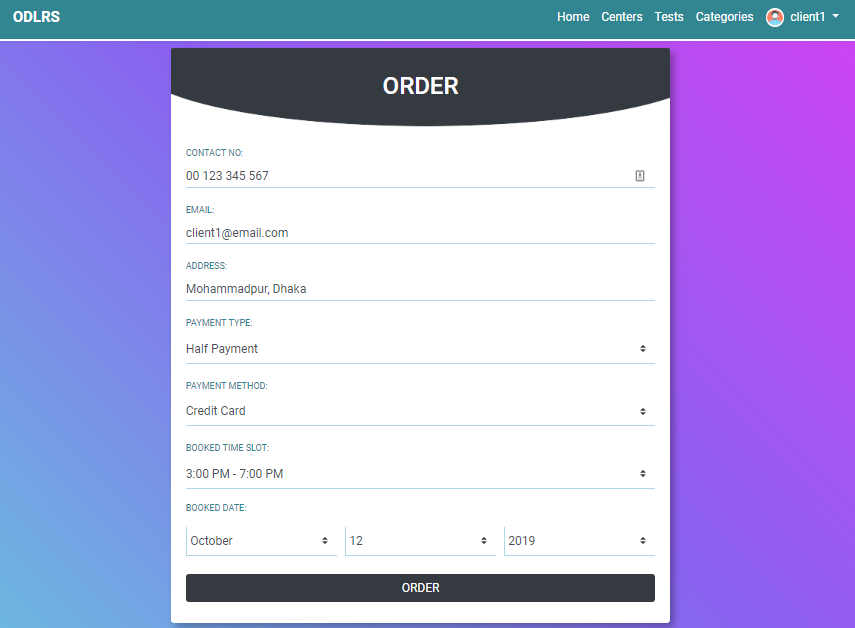 ODLRS
Home Centers Tests Categories client1
ORDER
CONTACT NO:
00 123 345 567
EMAIL:
client1@email.com
ADDRESS:
Mohammadpur, Dhaka
PAYMENT TYPE:
Half Payment
PAYMENT METHOD:
Credit Card
BOOKED TIME SLOT:
3:00 PM - 7:00 PM
BOOKED DATE:
October 12 2019
ORDER